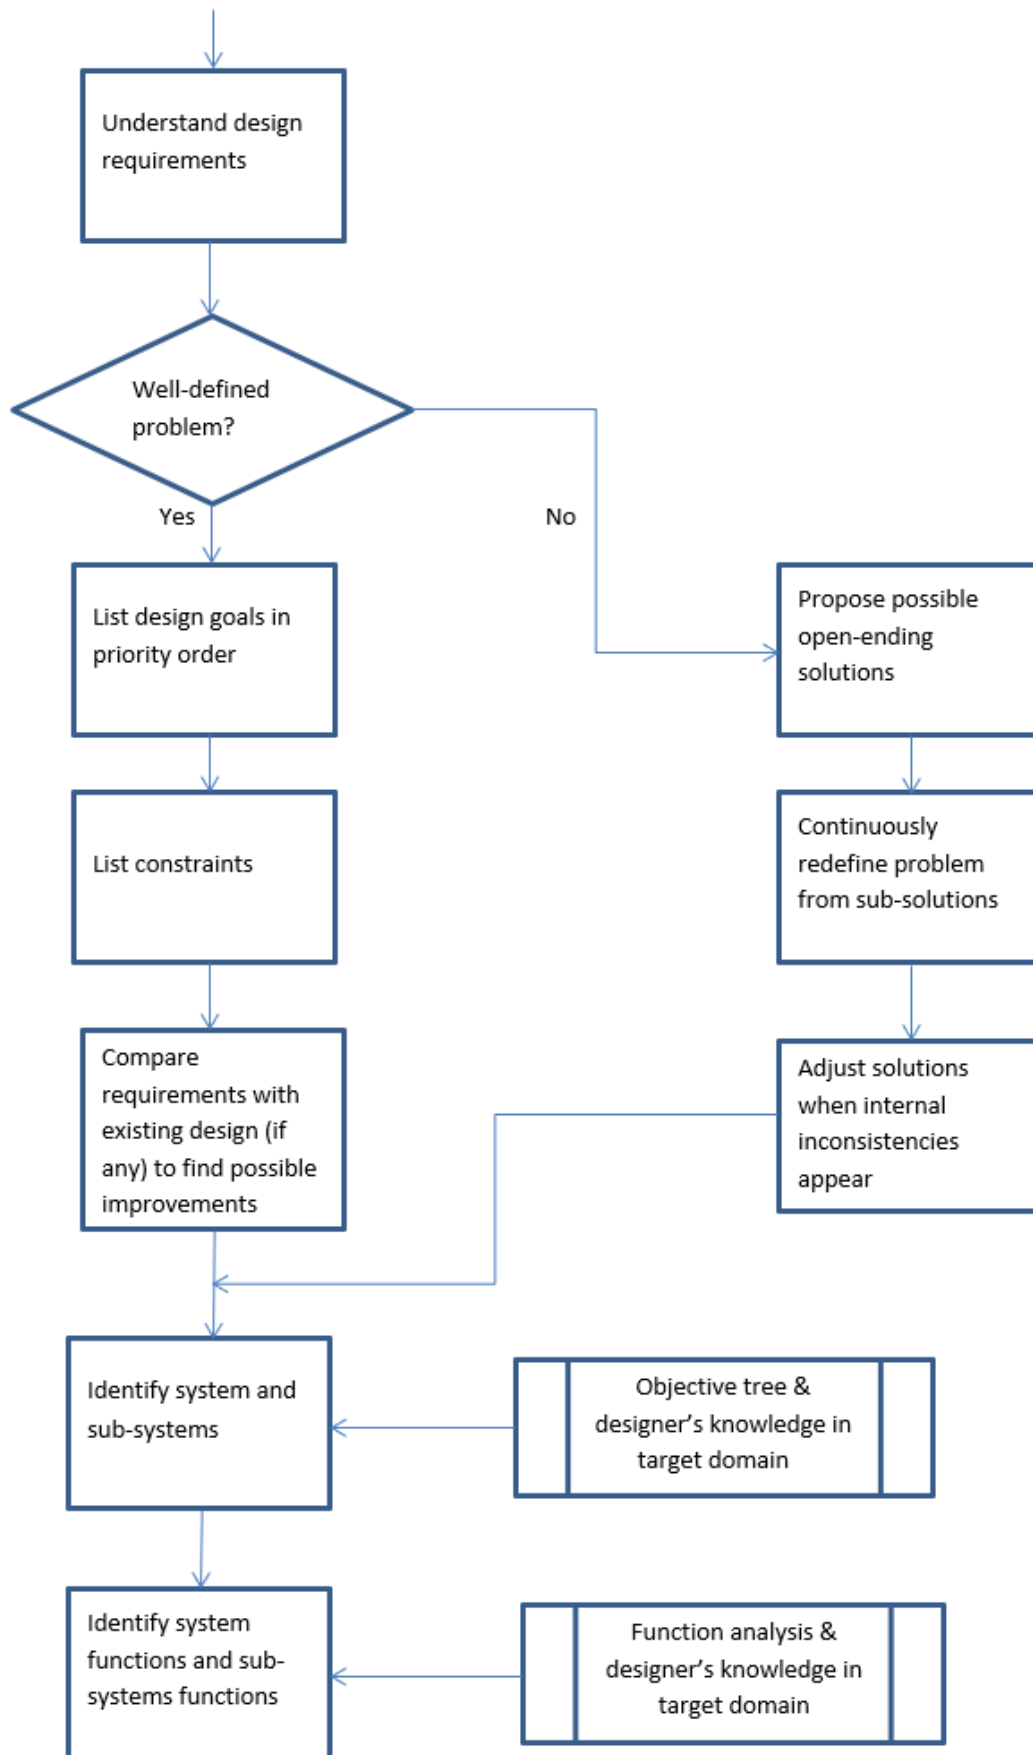 Understand design
requirements
Well-defined
problem?
Yes
No
List design goals in
priority order
Propose possible
open-ending
solutions
List constraints
Continuously
redefine problem
from sub-solutions
Compare
requirements with
existing design (if
any) to find possible
improvements
Adjust solutions
when internal
inconsistencies
appear
Identify system and
sub-systems
Objective tree &
designer’s knowledge in
target domain
Identify system
functions and sub-
systems functions
Function analysis &
designer’s knowledge in
target domain